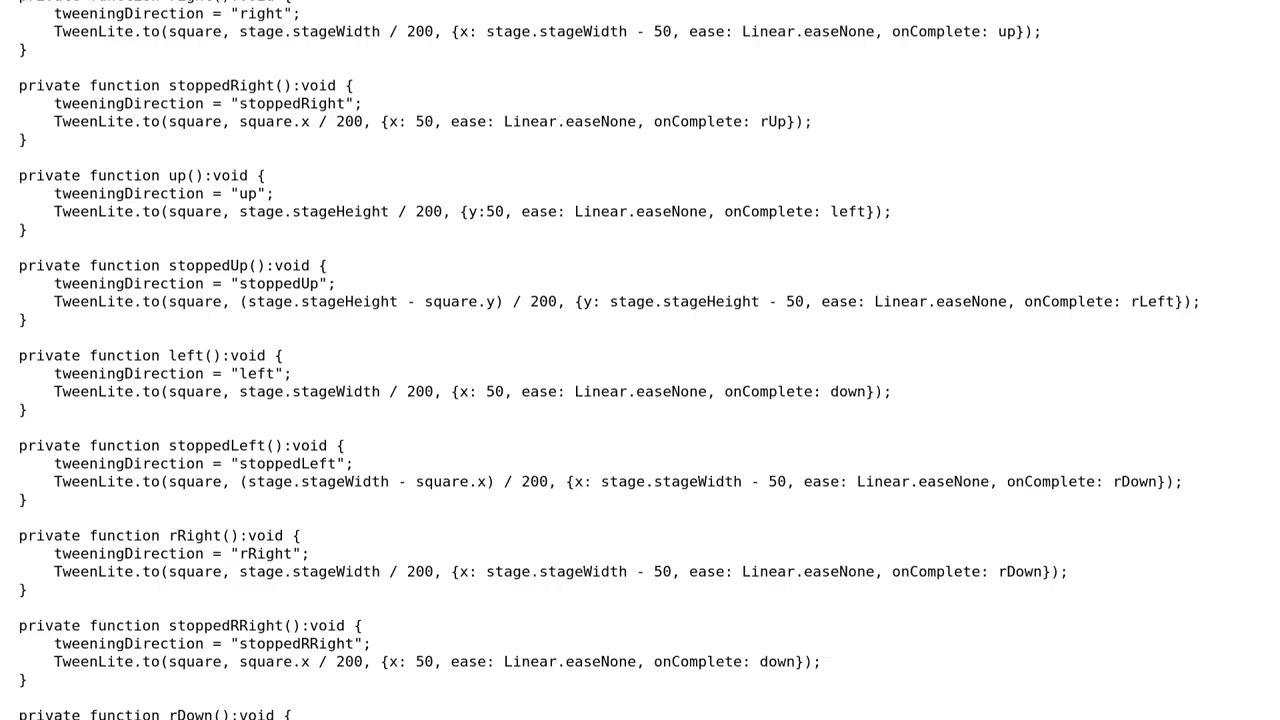 private function right():void {
    tweeningDirection = "right";
    TweenLite.to(square, stage.stageWidth / 200, {x: stage.stageWidth - 50, ease: Linear.easeNone, onComplete: up});
}

private function stoppedRight():void {
    tweeningDirection = "stoppedRight";
    TweenLite.to(square, square.x / 200, {x: 50, ease: Linear.easeNone, onComplete: rUp});
}

private function up():void {
    tweeningDirection = "up";
    TweenLite.to(square, stage.stageHeight / 200, {y:50, ease: Linear.easeNone, onComplete: left});
}

private function stoppedUp():void {
    tweeningDirection = "stoppedUp";
    TweenLite.to(square, (stage.stageHeight - square.y) / 200, {y: stage.stageHeight - 50, ease: Linear.easeNone, onComplete: rLeft});
}

private function left():void {
    tweeningDirection = "left";
    TweenLite.to(square, stage.stageWidth / 200, {x: 50, ease: Linear.easeNone, onComplete: down});
}

private function stoppedLeft():void {
    tweeningDirection = "stoppedLeft";
    TweenLite.to(square, (stage.stageWidth - square.x) / 200, {x: stage.stageWidth - 50, ease: Linear.easeNone, onComplete: rDown});
}

private function rRight():void {
    tweeningDirection = "rRight";
    TweenLite.to(square, stage.stageWidth / 200, {x: stage.stageWidth - 50, ease: Linear.easeNone, onComplete: rDown});
}

private function stoppedRRight():void {
    tweeningDirection = "stoppedRRight";
    TweenLite.to(square, square.x / 200, {x: 50, ease: Linear.easeNone, onComplete: down});
}

private function rDown():void {